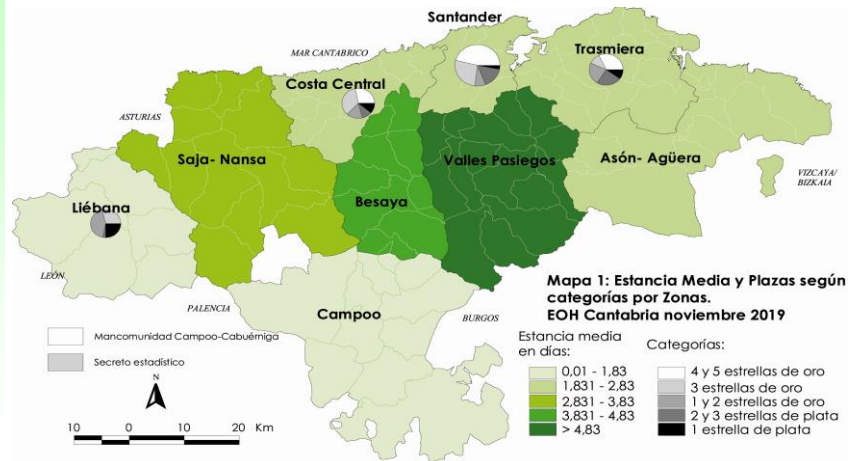 Santander
MAR CANTABRICO
Trasmiera
Costa Central
ASTURIAS
Saja- Nansa
Valles Pasiegos
Asón- Agüera
VIZCAYA/
BIZKAIA
Besaya
Liébana
LEÓN
PALENCIA
Campoo
BURGOS
Mapa 1: Estancia Media y Plazas según
categorías por Zonas.
EOH Cantabria noviembre 2019
Mancomunidad Campoo-Cabuérniga
Secreto estadístico
N
10 0 10 20 Km
Estancia media
en días:
0,01 - 1,83
1,831 - 2,83
2,831 - 3,83
3,831 - 4,83
> 4,83
Categorías:
4 y 5 estrellas de oro
3 estrellas de oro
1 y 2 estrellas de oro
2 y 3 estrellas de plata
1 estrella de plata